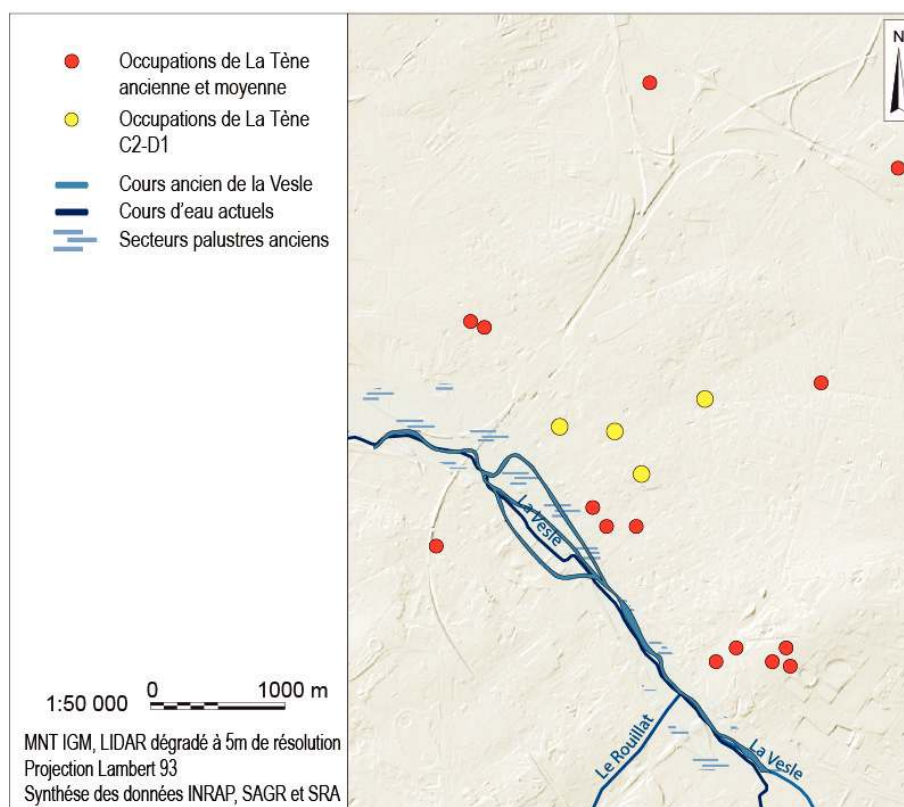 Occupations de La Tène
ancienne et moyenne
Occupations de La Tène
C2-D1
Cours ancien de la Vesle
Cours d'eau actuels
Secteurs palustres anciens
N
La Vesle
Le Rouillat
La Vesle
1:50 000
0
1000 m
MNT IGM, LIDAR dégradé à 5m de résolution
Projection Lambert 93
Synthése des données INRAP, SAGR et SRA